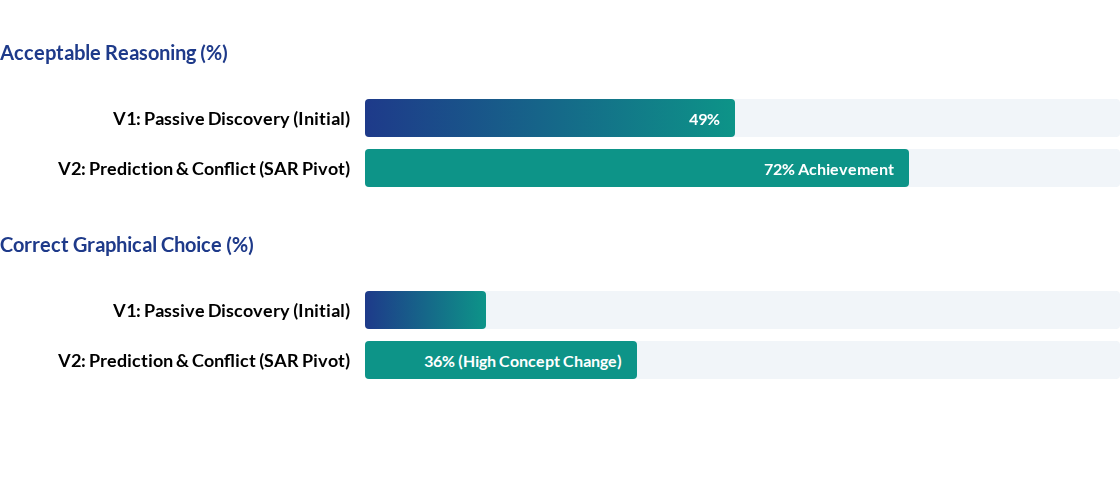 Acceptable Reasoning (%)
V1: Passive Discovery (Initial)
49%
V2: Prediction & Conflict (SAR Pivot)
72% Achievement
Correct Graphical Choice (%)
V1: Passive Discovery (Initial)
V2: Prediction & Conflict (SAR Pivot)
36% (High Concept Change)